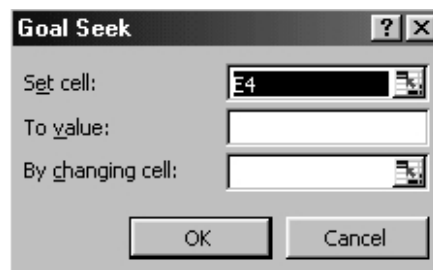 Goal Seek ? ×
Set cell: E4
To value:
By changing cell:
OK Cancel